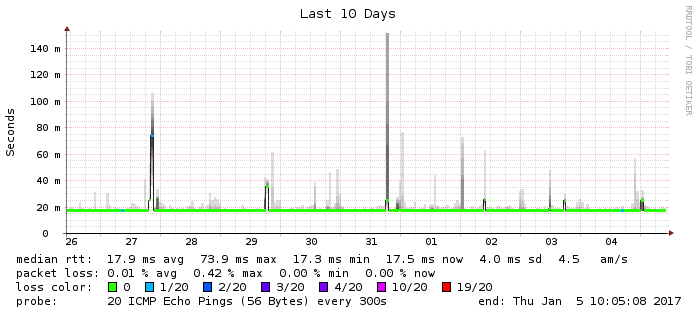 Last 10 Days
RRDTOOL / TOBI OETIKER
Seconds
140 m
120 m
100 m
80 m
60 m
40 m
20 m
0
26 27 28 29 30 31 01 02 03 04
median rtt: 17.9 ms avg 73.9 ms max 17.3 ms min 17.5 ms now 4.0 ms sd 4.5 am/s
packet loss: 0.01 % avg 0.42 % max 0.00 % min 0.00 % now
loss color: 0 1/20 2/20 3/20 4/20 10/20 19/20
probe: 20 ICMP Echo Pings (56 Bytes) every 300s end: Thu Jan 5 10:05:08 2017